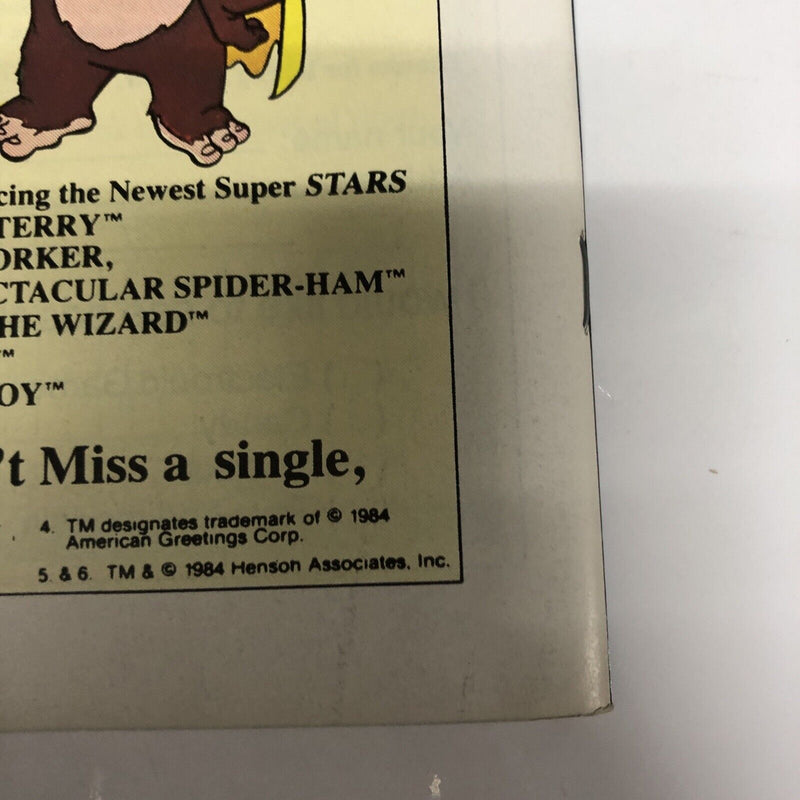 cing the Newest Super STARS
TERRY™
ORKER,
CTACULAR SPIDER-HAM™
HE WIZARD™
™
OY™
't Miss a single,
4. TM designates trademark of © 1984
American Greetings Corp.
5. & 6. TM & © 1984 Henson Associates, Inc.